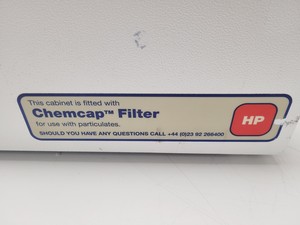 This cabinet is fitted with
Chemcap™ Filter
for use with particulates.
SHOULD YOU HAVE ANY QUESTIONS CALL +44 (0)23 92 266400
HP